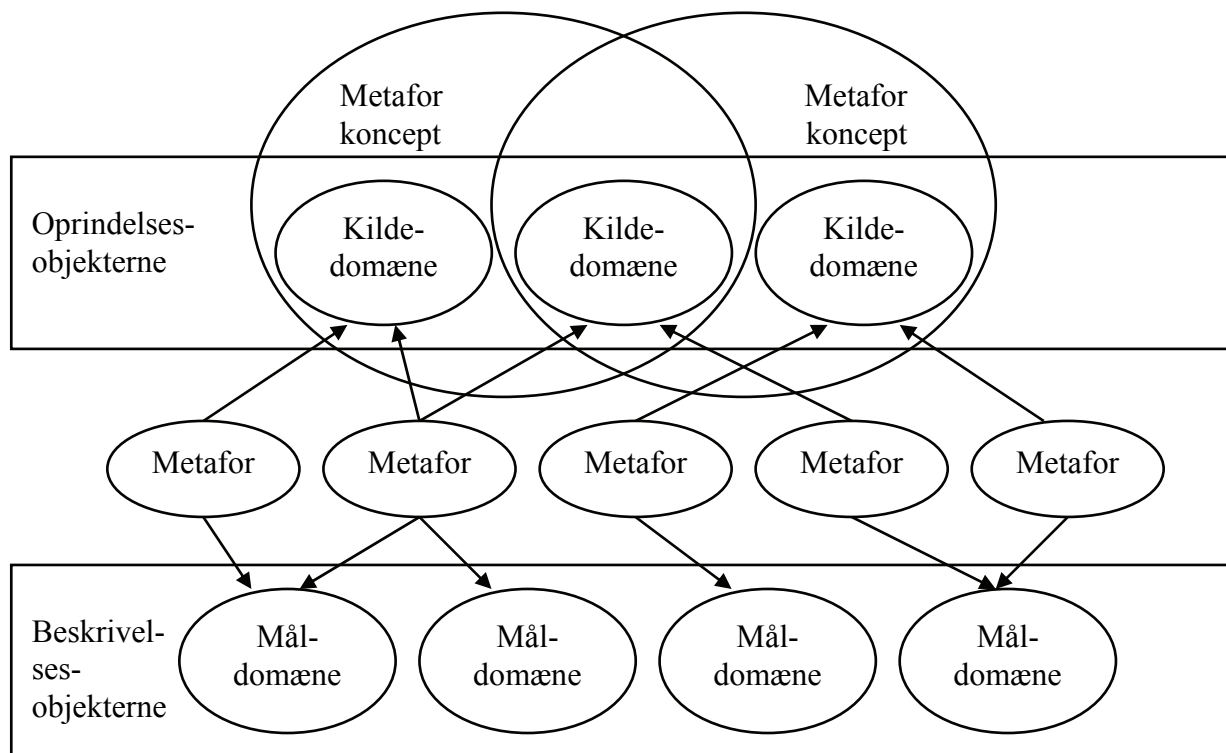 Metafor
koncept
Metafor
koncept
Oprindelses-
objekterne
Kilde-
domæne
Kilde-
domæne
Kilde-
domæne
Metafor
Metafor
Metafor
Metafor
Metafor
Beskrivel-
ses-
objekterne
Mål-
domæne
Mål-
domæne
Mål-
domæne
Mål-
domæne